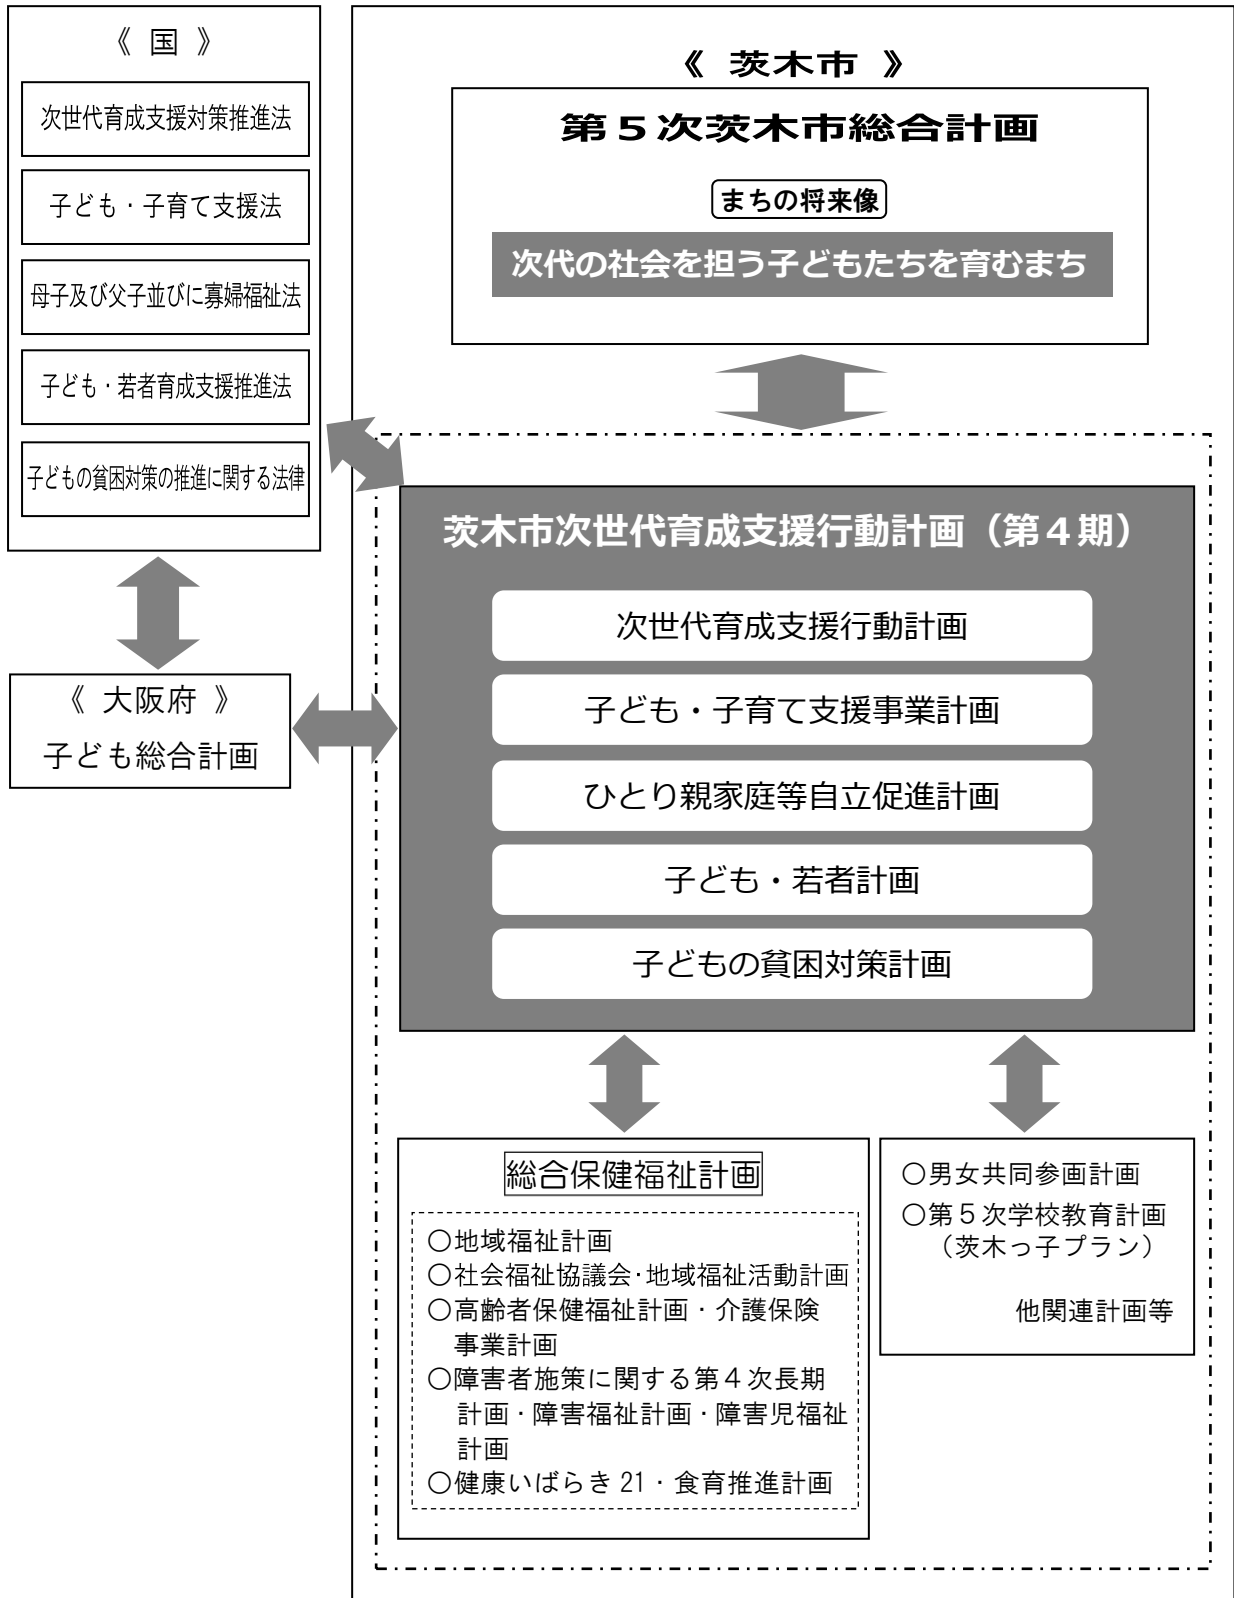 《 国 》
次世代育成支援対策推進法
子ども・子育て支援法
母子及び父子並びに寡婦福祉法
子ども・若者育成支援推進法
子どもの貧困対策の推進に関する法律
《 大阪府 》
子ども総合計画
《 茨木市 》
第５次茨木市総合計画
まちの将来像
次代の社会を担う子どもたちを育むまち
茨木市次世代育成支援行動計画（第４期）
次世代育成支援行動計画
子ども・子育て支援事業計画
ひとり親家庭等自立促進計画
子ども・若者計画
子どもの貧困対策計画
総合保健福祉計画
○地域福祉計画
○社会福祉協議会・地域福祉活動計画
○高齢者保健福祉計画・介護保険
事業計画
○障害者施策に関する第４次長期
計画・障害福祉計画・障害児福祉
計画
○健康いばらき 21・食育推進計画
○男女共同参画計画
○第５次学校教育計画
（茨木っ子プラン）
他関連計画等